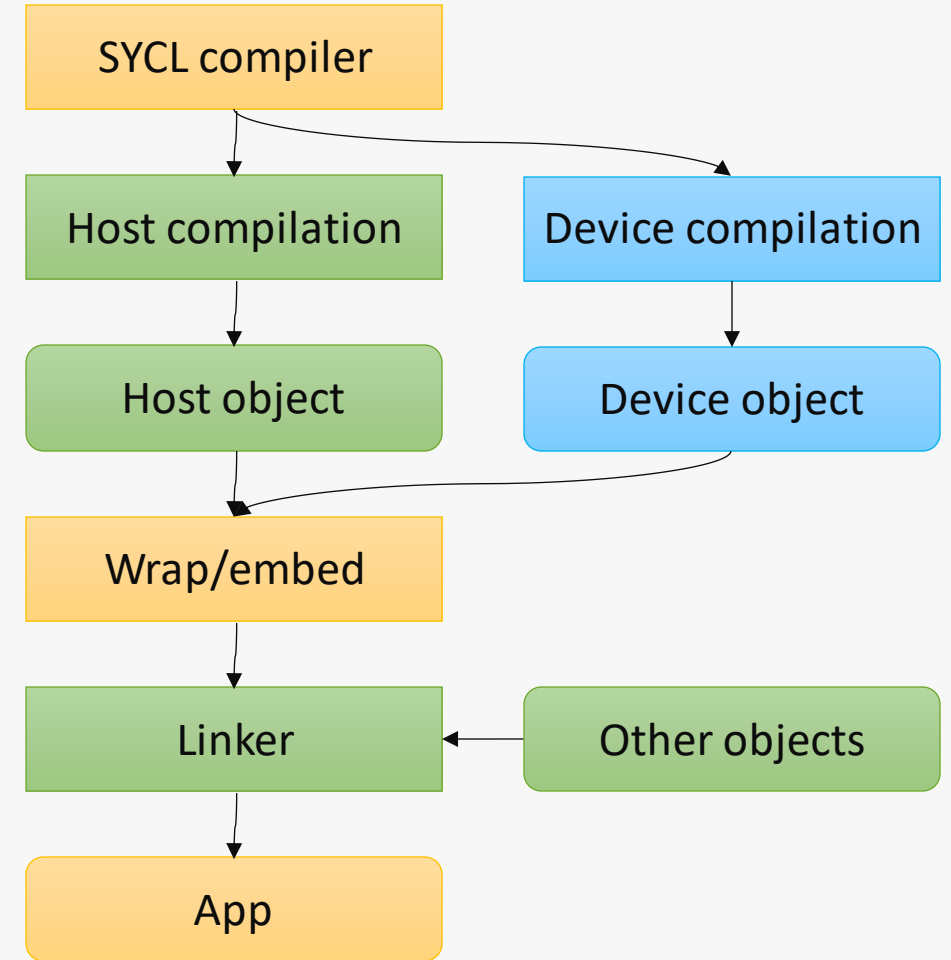 SYCL compiler
Host compilation
Device compilation
Host object
Device object
Wrap/embed
Linker
Other objects
App